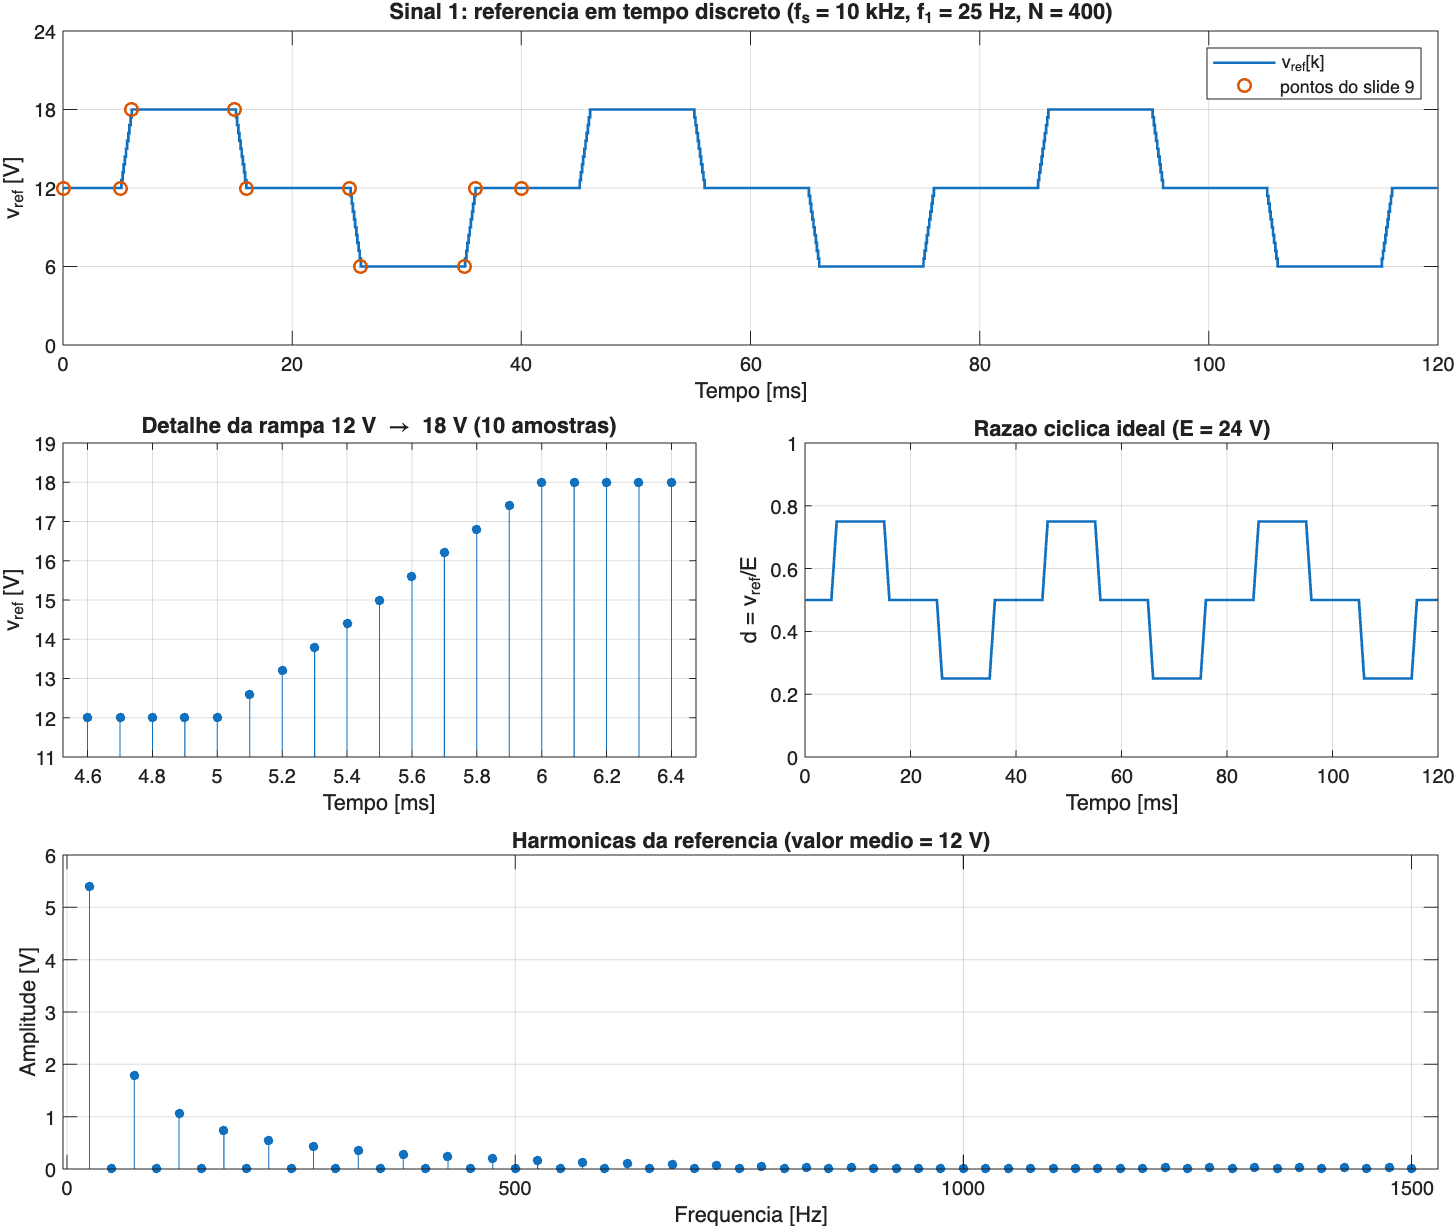 Sinal 1: referencia em tempo discreto (fs = 10 kHz, f1 = 25 Hz, N = 400)
24
18
12
6
0
vref [V]
vref[k]
pontos do slide 9
0 20 40 60 80 100 120
Tempo [ms]
Detalhe da rampa 12 V → 18 V (10 amostras)
19
18
17
16
15
14
13
12
11
vref [V]
4.6 4.8 5 5.2 5.4 5.6 5.8 6 6.2 6.4
Tempo [ms]
Razao ciclica ideal (E = 24 V)
1
0.8
0.6
0.4
0.2
0
d = vref/E
0 20 40 60 80 100 120
Tempo [ms]
Harmonicas da referencia (valor medio = 12 V)
6
5
4
3
2
1
0
Amplitude [V]
0 500 1000 1500
Frequencia [Hz]